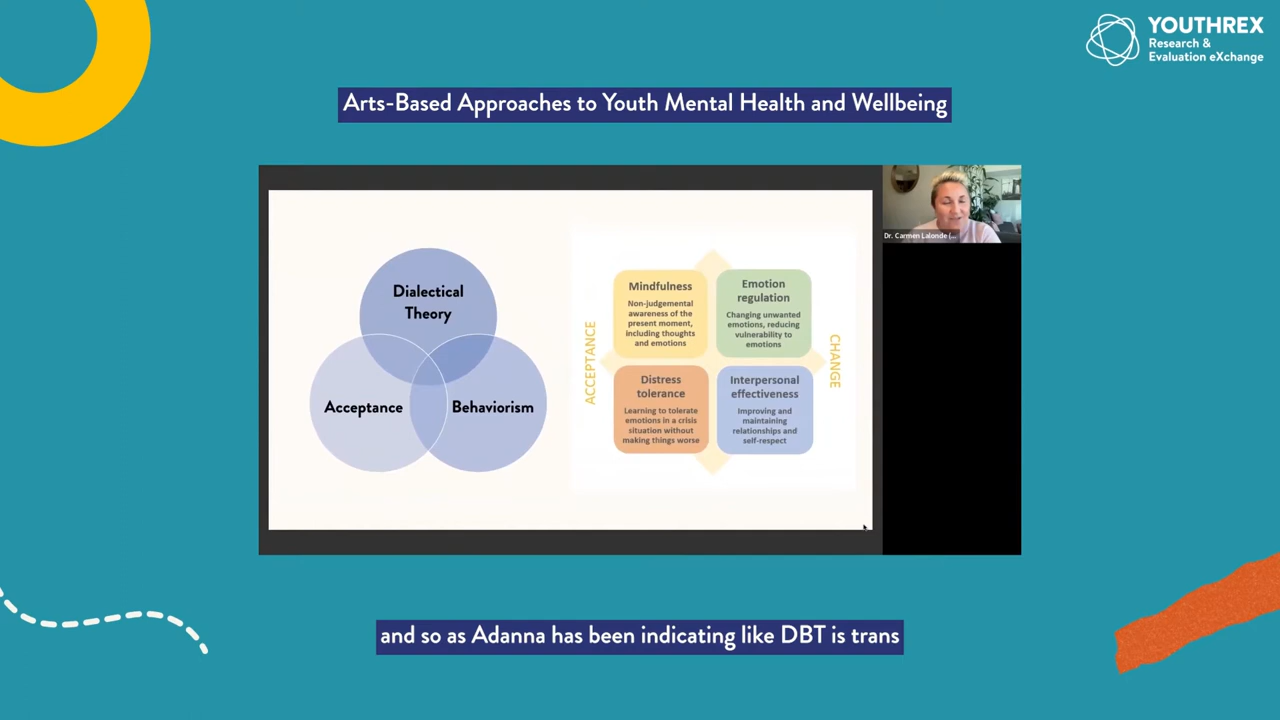 YOUTHREX
Research &
Evaluation eXchange
Arts-Based Approaches to Youth Mental Health and Wellbeing
Dr. Carmen Lalonde (...
Dialectical
Theory
Acceptance
Behaviorism
ACCEPTANCE
Mindfulness
Non-judgemental
awareness of the
present moment,
including thoughts
and emotions
Emotion
regulation
Changing unwanted
emotions, reducing
vulnerability to
emotions
Distress
tolerance
Learning to tolerate
emotions in a crisis
situation without
making things worse
Interpersonal
effectiveness
Improving and
maintaining
relationships and
self-respect
CHANGE
and so as Adanna has been indicating like DBT is trans